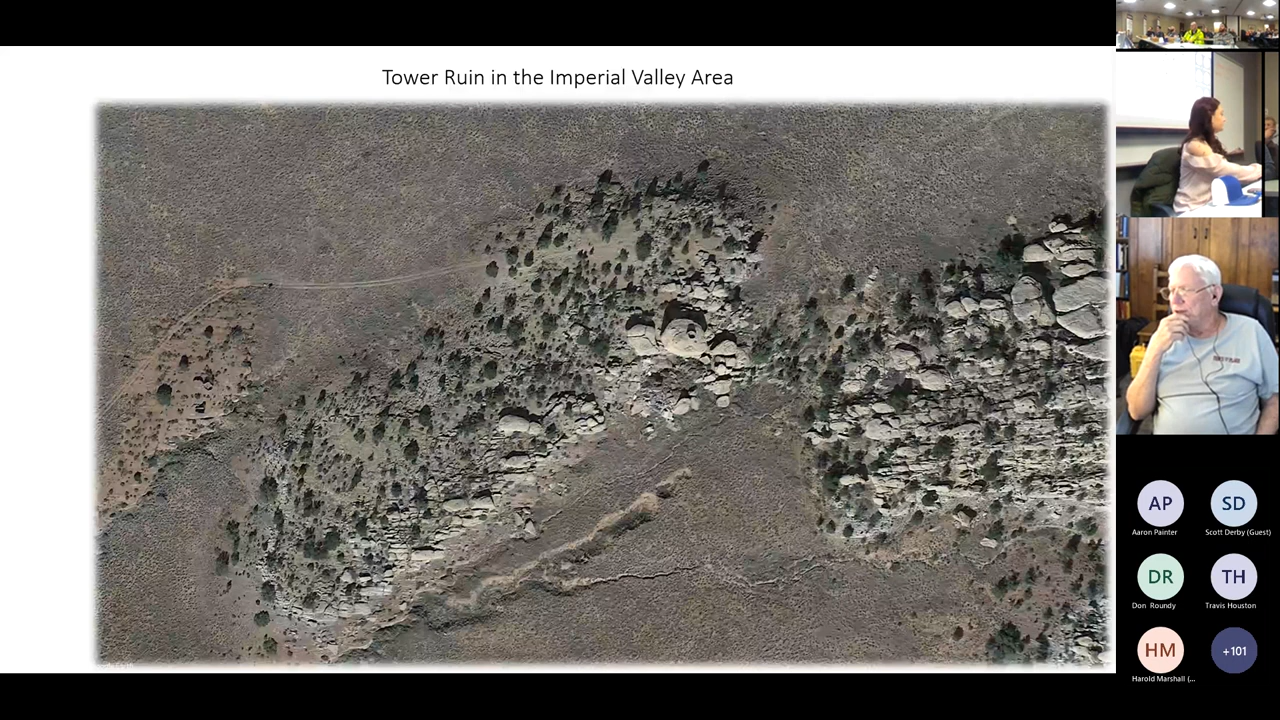 Tower Ruin in the Imperial Valley Area
AP
Aaron Painter
SD
Scott Derby (Guest)
DR
Don Roundy
TH
Travis Houston
HM
Harold Marshall (...
+101